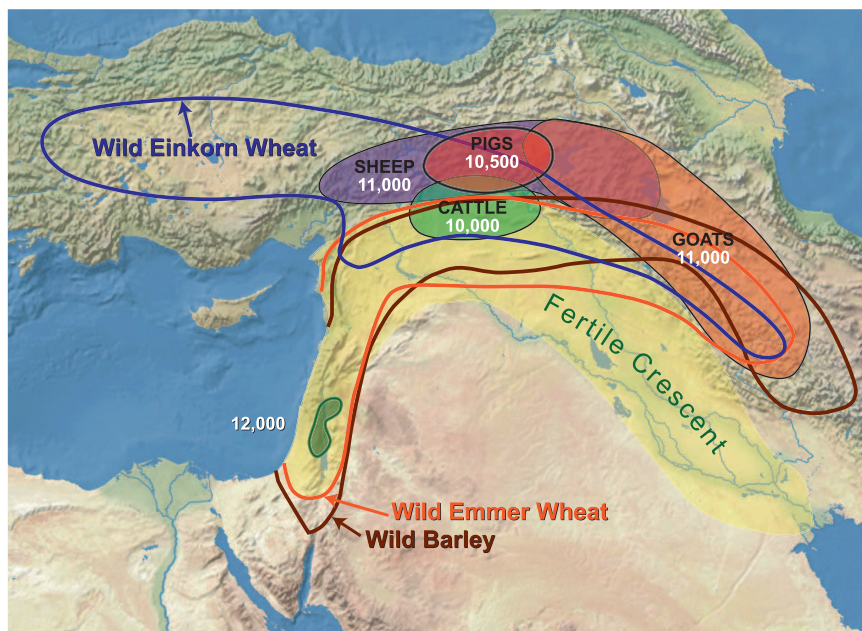 Wild Einkorn Wheat
SHEEP
11,000
PIGS
10,500
CATTLE
10,000
GOATS
11,000
Fertile Crescent
12,000
Wild Emmer Wheat
Wild Barley